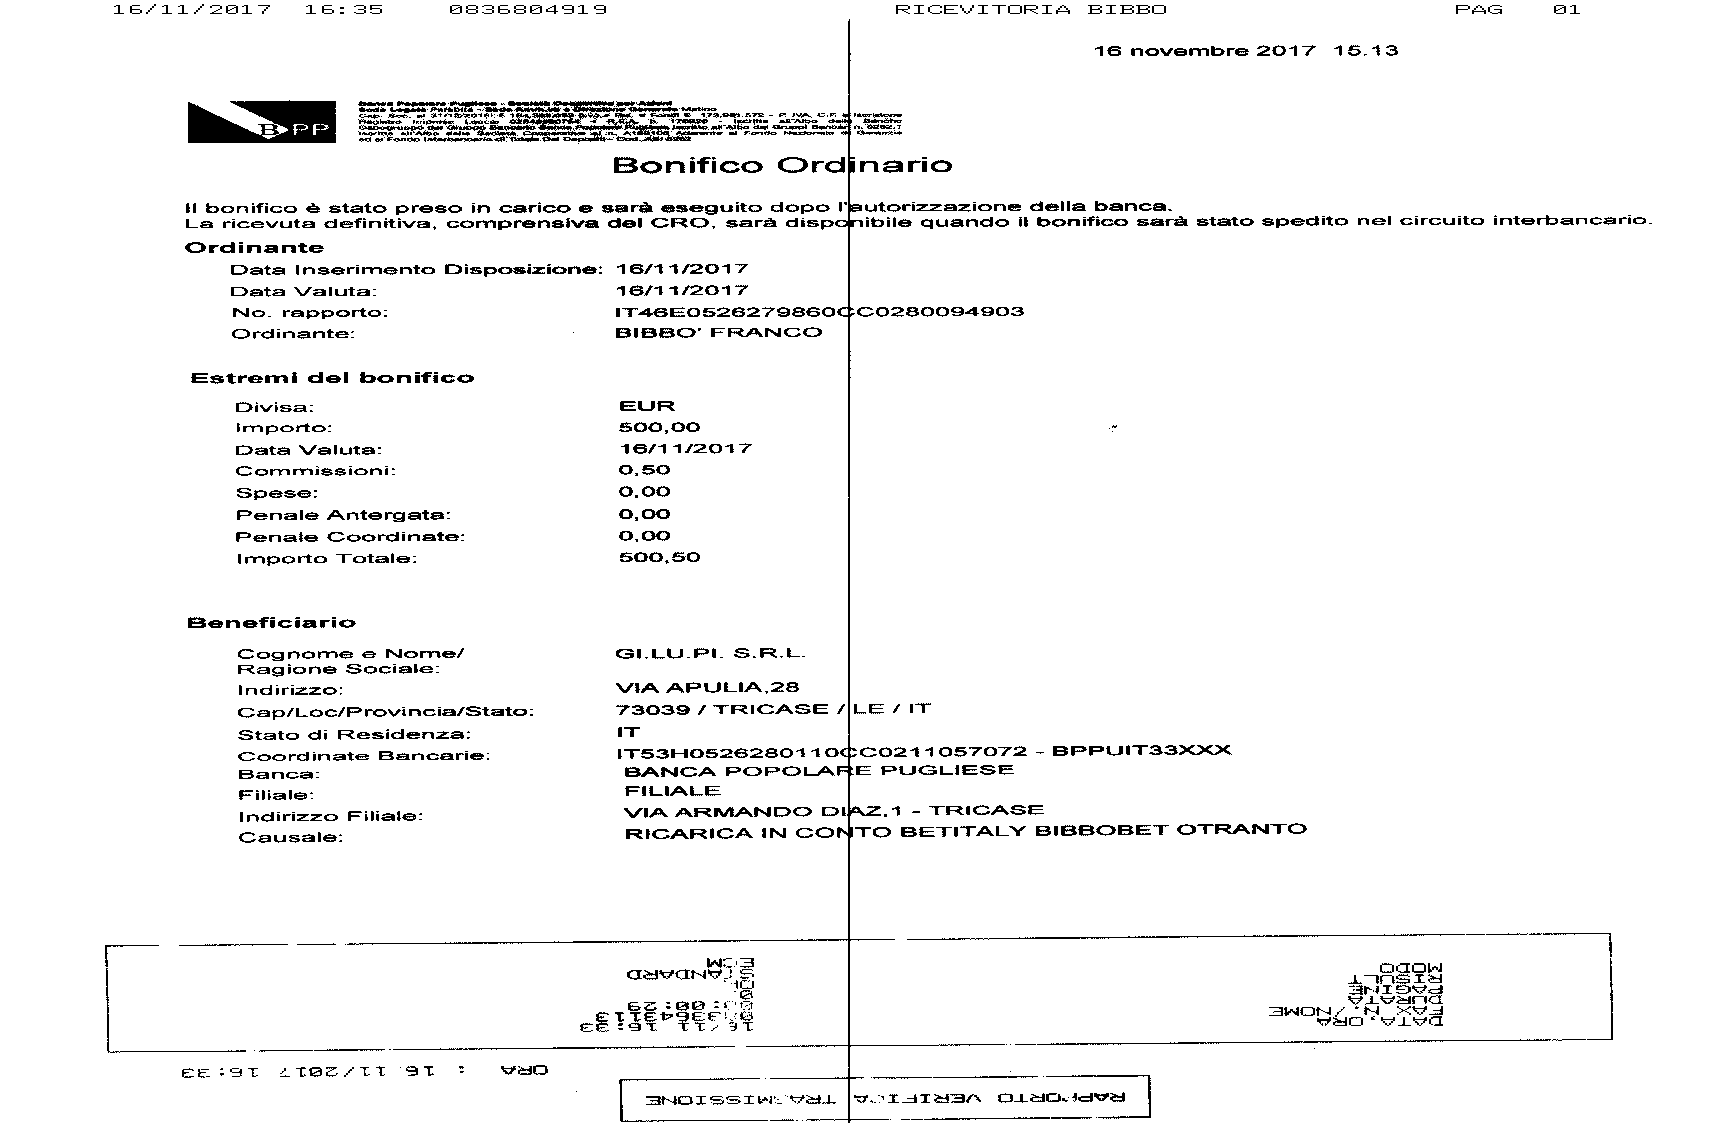 16/11/2017 16:35 0836804919 RICEVITORIA BIBBO PAG 01
16 novembre 2017 15.13
BPP
Banca Popolare Pugliese - Società Cooperativa per Azioni
Bonifico Ordinario
Il bonifico è stato preso in carico e sarà eseguito dopo l'autorizzazione della banca.
La ricevuta definitiva, comprensiva del CRO, sarà disponibile quando il bonifico sarà stato spedito nel circuito interbancario.
Ordinante
Data Inserimento Disposizione: 16/11/2017
Data Valuta: 16/11/2017
No. rapporto: IT46E0526279860CC0280094903
Ordinante: BIBBO' FRANCO
Estremi del bonifico
Divisa: EUR
Importo: 500,00
Data Valuta: 16/11/2017
Commissioni: 0,50
Spese: 0,00
Penale Antergata: 0,00
Penale Coordinate: 0,00
Importo Totale: 500,50
Beneficiario
Cognome e Nome/ GI.LU.PI. S.R.L.
Ragione Sociale:
Indirizzo: VIA APULIA,28
Cap/Loc/Provincia/Stato: 73039 / TRICASE / LE / IT
Stato di Residenza: IT
Coordinate Bancarie: IT53H0526280110CC0211057072 - BPPUIT33XXX
Banca: BANCA POPOLARE PUGLIESE
Filiale: FILIALE
Indirizzo Filiale: VIA ARMANDO DIAZ,1 - TRICASE
Causale: RICARICA IN CONTO BETITALY BIBBOBET OTRANTO
RAPPORTO VERIFICA TRASMISSIONE
ORA : 16/11/2017 16:33
DATA,ORA 16/11 16:33
FAX N./NOME
DURATA 00:00:29
PAGINE
RISULT
MODO STANDARD
ECM